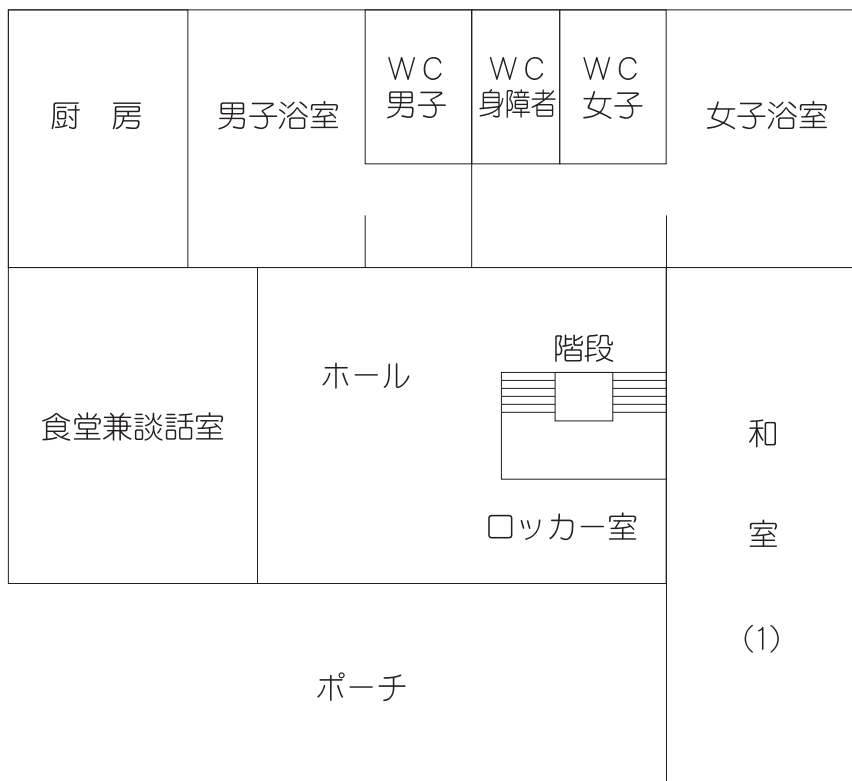 厨 房
男子浴室
WC
男子
WC
身障者
WC
女子
女子浴室
階段
ホール
食堂兼談話室
ロッカー室
和
室
(1)
ポーチ